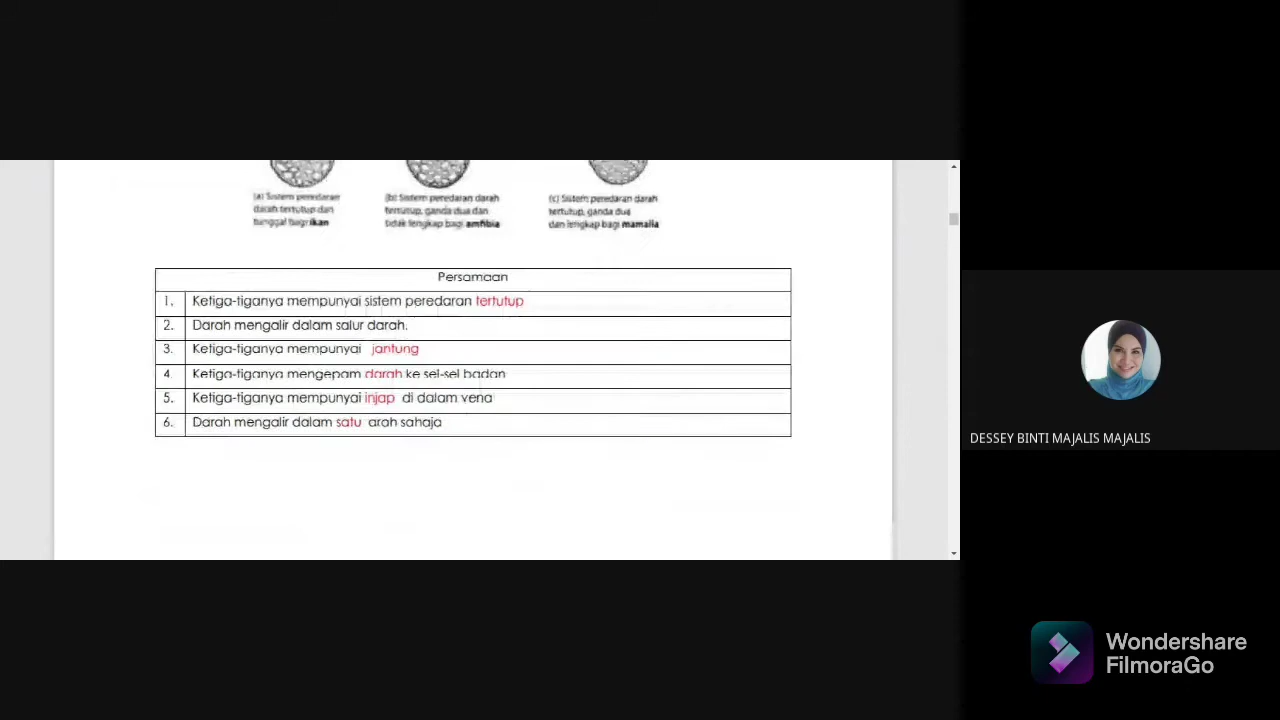 (a) Sistem peredaran
darah tertutup dan
tunggal bagi ikan
(b) Sistem peredaran darah
tertutup, ganda dua dan
tidak lengkap bagi amfibia
(c) Sistem peredaran darah
tertutup, ganda dua
dan lengkap bagi mamalia
Persamaan
1. Ketiga-tiganya mempunyai sistem peredaran tertutup
2. Darah mengalir dalam salur darah.
3. Ketiga-tiganya mempunyai jantung
4. Ketiga-tiganya mengepam darah ke sel-sel badan
5. Ketiga-tiganya mempunyai injap di dalam vena
6. Darah mengalir dalam satu arah sahaja
DESSEY BINTI MAJALIS MAJALIS
Wondershare
FilmoraGo